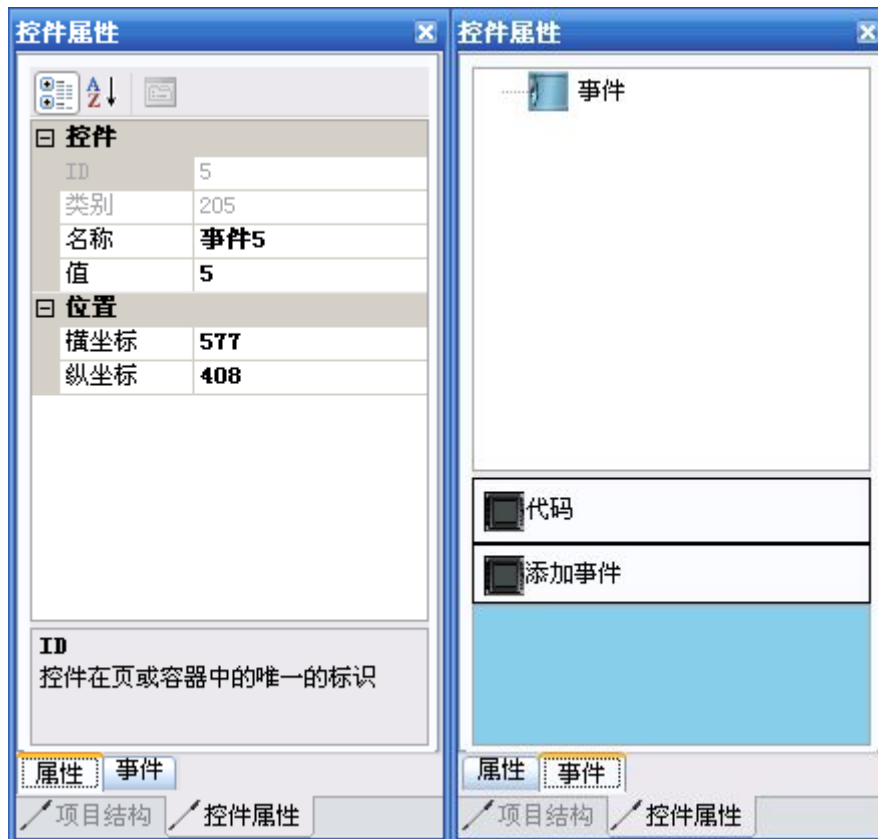 控件属性
控件
ID 5
类别 205
名称 事件5
值 5
位置
横坐标 577
纵坐标 408
ID
控件在页或容器中的唯一的标识
属性 事件
项目结构 控件属性
控件属性
事件
代码
添加事件
属性 事件
项目结构 控件属性